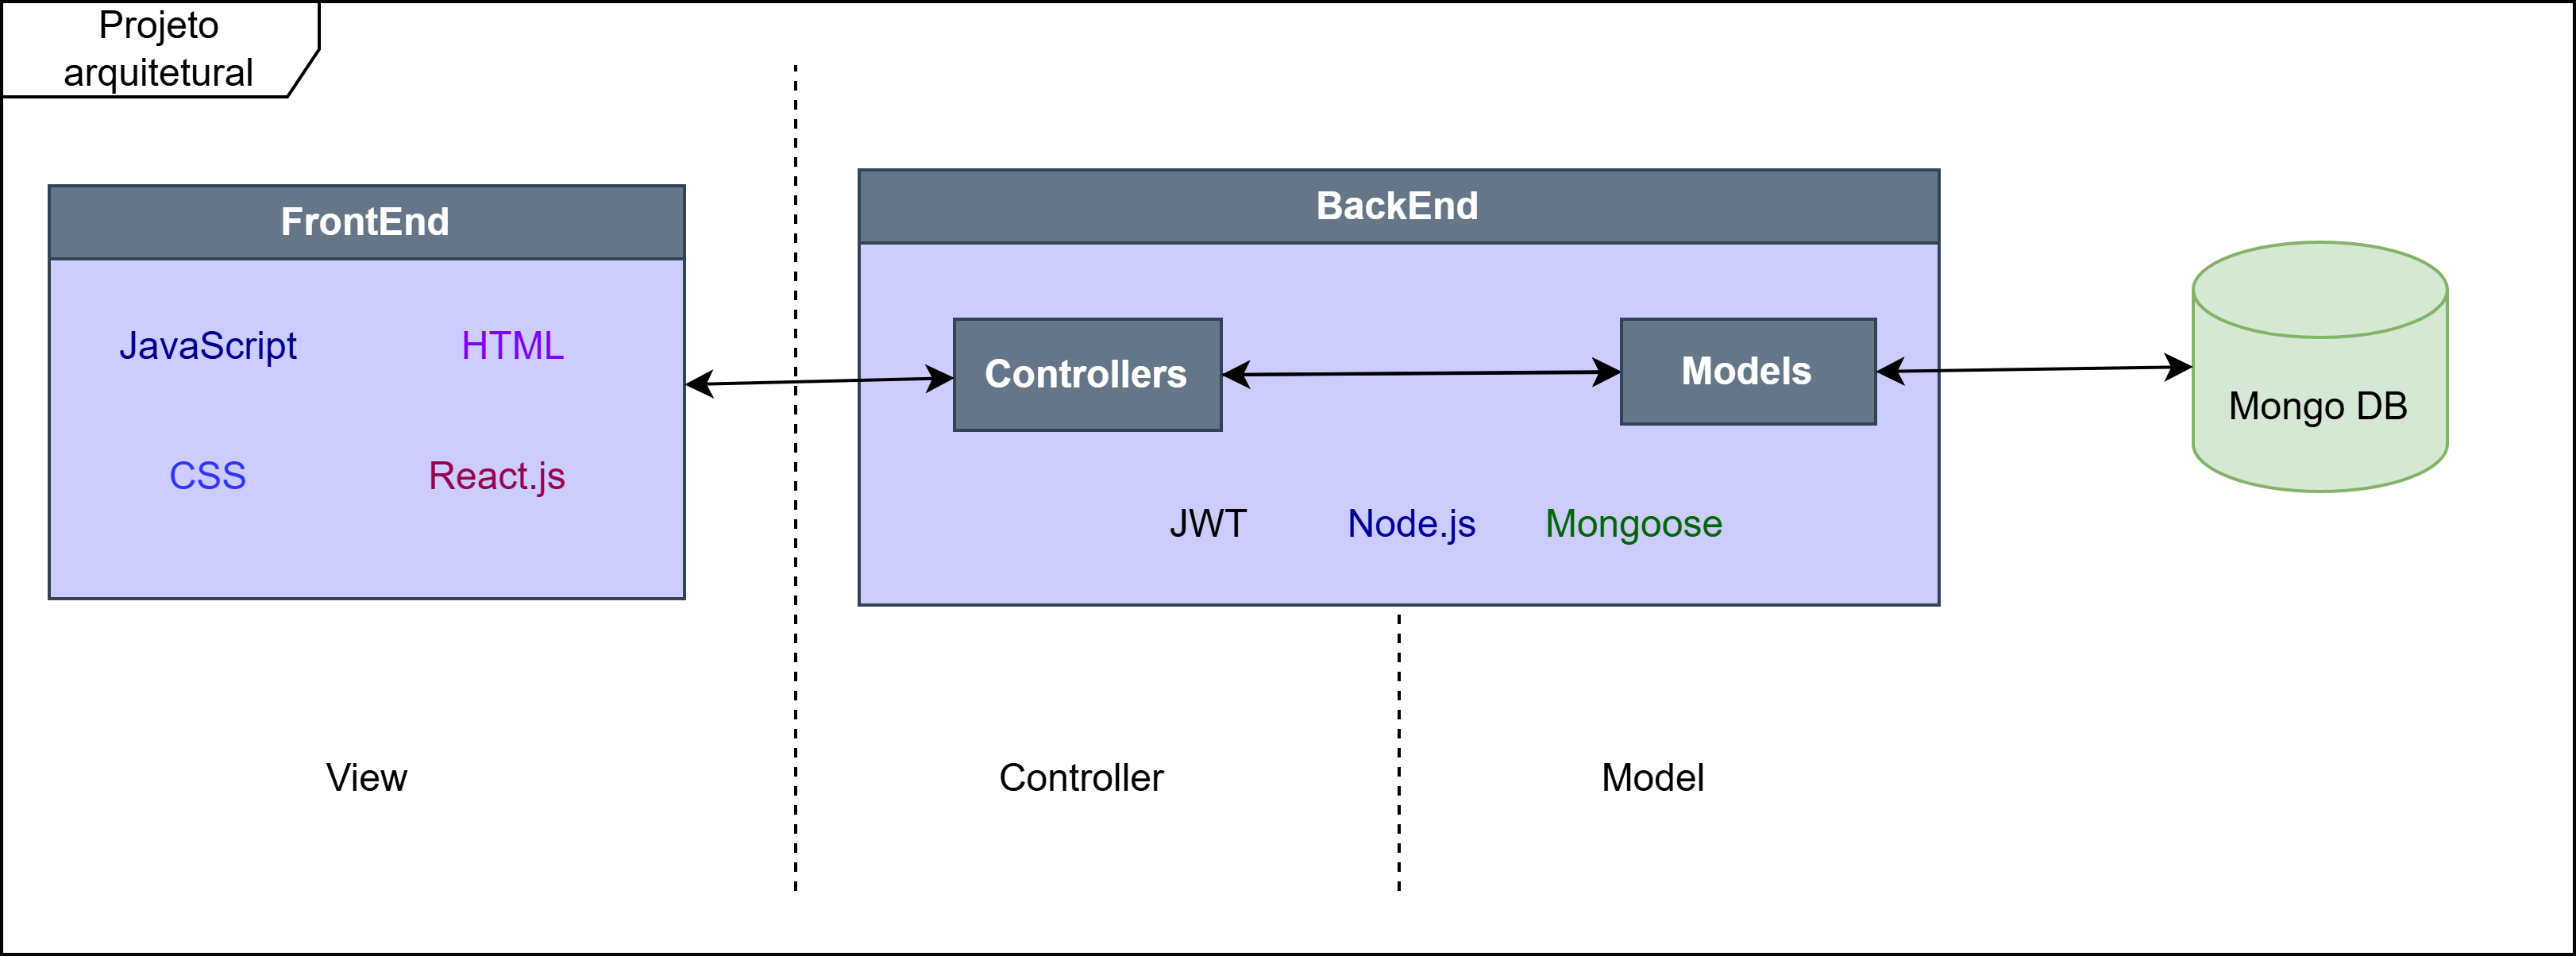 Projeto
arquitetural
FrontEnd
JavaScript
HTML
CSS
React.js
BackEnd
Controllers
Models
JWT
Node.js
Mongoose
Mongo DB
View
Controller
Model